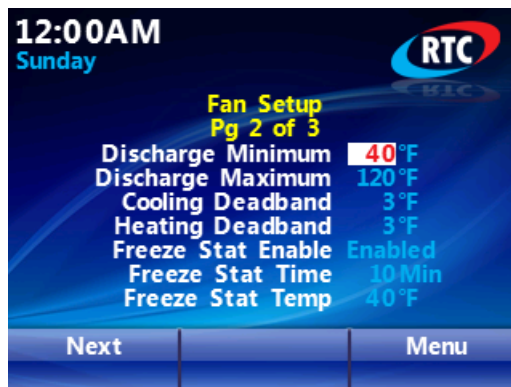 12:00AM
Sunday
RTC
Fan Setup
Pg 2 of 3
Discharge Minimum 40°F
Discharge Maximum 120°F
Cooling Deadband 3°F
Heating Deadband 3°F
Freeze Stat Enable Enabled
Freeze Stat Time 10 Min
Freeze Stat Temp 40°F
Next Menu